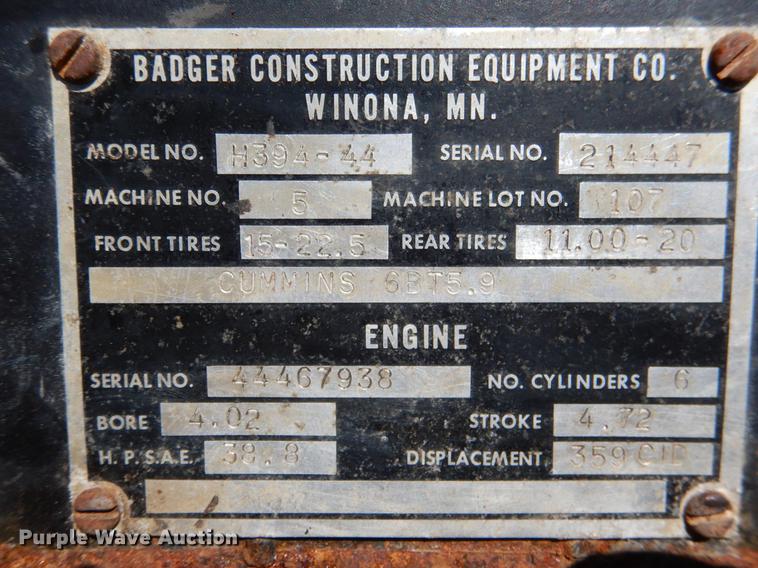 BADGER CONSTRUCTION EQUIPMENT CO.
WINONA, MN.
MODEL NO. H394-44 SERIAL NO. 214447
MACHINE NO. 5 MACHINE LOT NO. 107
FRONT TIRES 15-22.5 REAR TIRES 11.00-20
CUMMINS 6BT5.9
ENGINE
SERIAL NO. 44467938 NO. CYLINDERS 6
BORE 4.02 STROKE 4.72
H.P.S.A.E. 38.8 DISPLACEMENT 359 CID
Purple Wave Auction